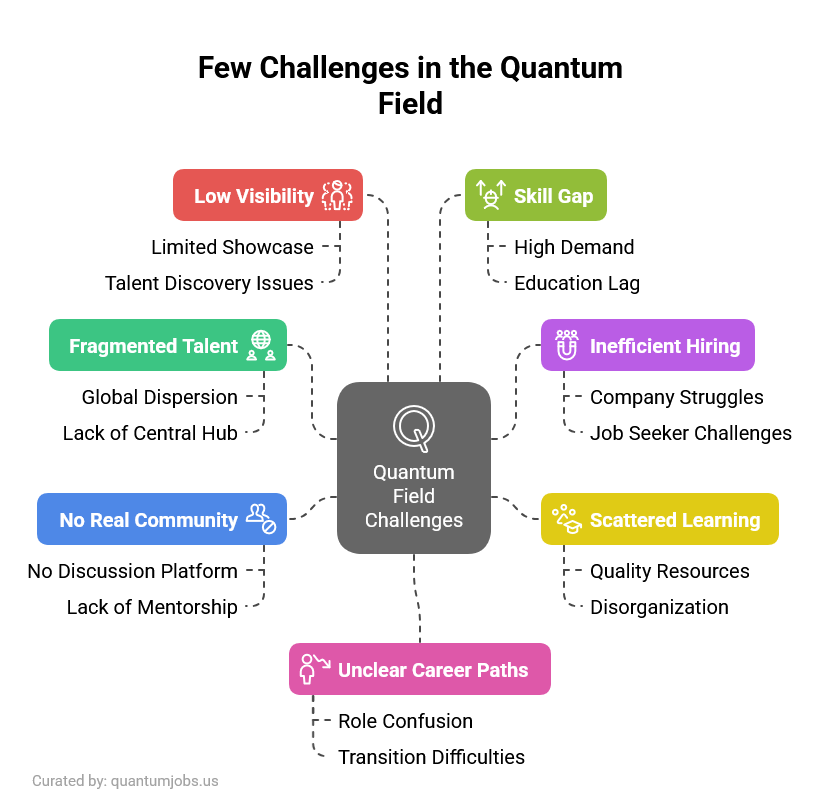 Few Challenges in the Quantum
Field
Low Visibility
Limited Showcase
Talent Discovery Issues
Skill Gap
High Demand
Education Lag
Fragmented Talent
Global Dispersion
Lack of Central Hub
Inefficient Hiring
Company Struggles
Job Seeker Challenges
Quantum
Field
Challenges
No Real Community
No Discussion Platform
Lack of Mentorship
Scattered Learning
Quality Resources
Disorganization
Unclear Career Paths
Role Confusion
Transition Difficulties
Curated by: quantumjobs.us